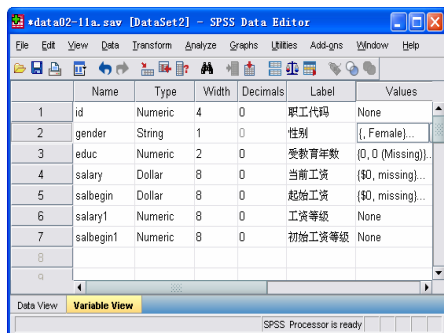 *data02-11a.sav [DataSet2] - SPSS Data Editor
File Edit View Data Transform Analyze Graphs Utilities Add-ons Window Help
Name Type Width Decimals Label Values
1 id Numeric 4 0 职工代码 None
2 gender String 1 0 性别 {, Female}...
3 educ Numeric 2 0 受教育年数 {0, 0 (Missing)}...
4 salary Dollar 8 0 当前工资 {$0, missing}...
5 salbegin Dollar 8 0 起始工资 {$0, missing}...
6 salary1 Numeric 8 0 工资等级 None
7 salbegin1 Numeric 8 0 初始工资等级 None
8
9
Data View Variable View
SPSS Processor is ready